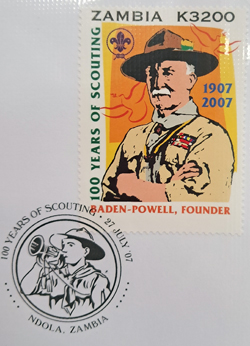 ZAMBIA K3200
100 YEARS OF SCOUTING
1907
2007
BADEN-POWELL, FOUNDER
100 YEARS OF SCOUTING · 27 JULY '07
NDOLA, ZAMBIA